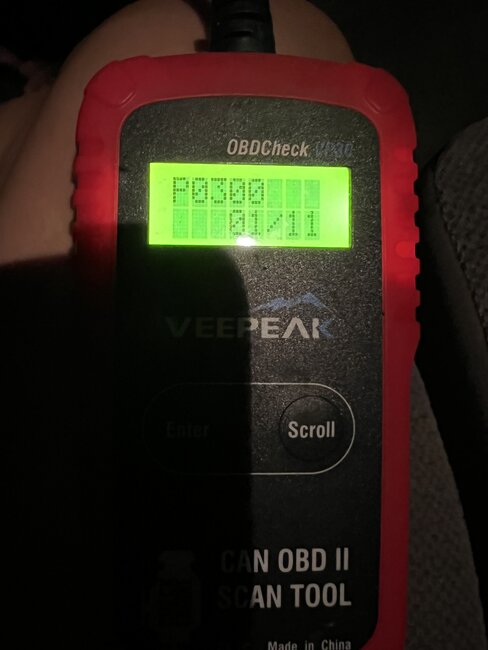 OBDCheck VP30
P0300
01/11
VEEPEAK
Enter
Scroll
CAN OBD II
SCAN TOOL
Made in China